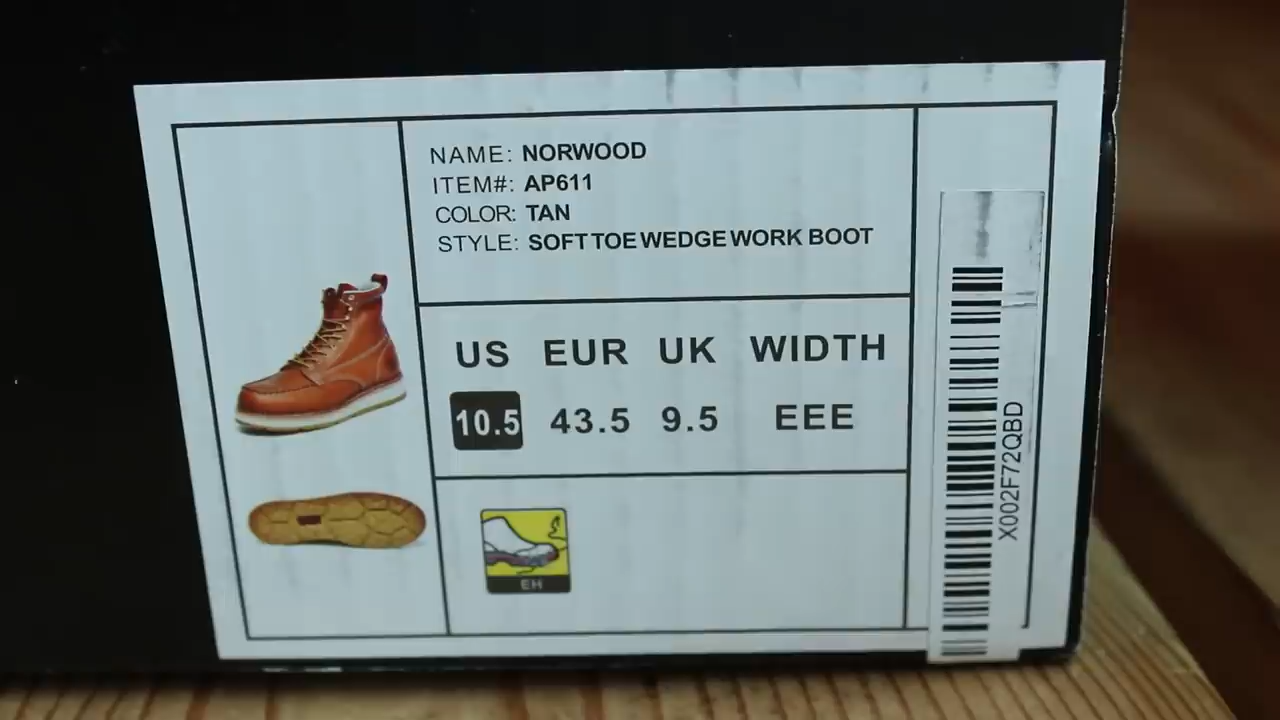 NAME: NORWOOD
ITEM#: AP611
COLOR: TAN
STYLE: SOFT TOE WEDGE WORK BOOT
US EUR UK WIDTH
10.5 43.5 9.5 EEE
EH
X002F72QBD